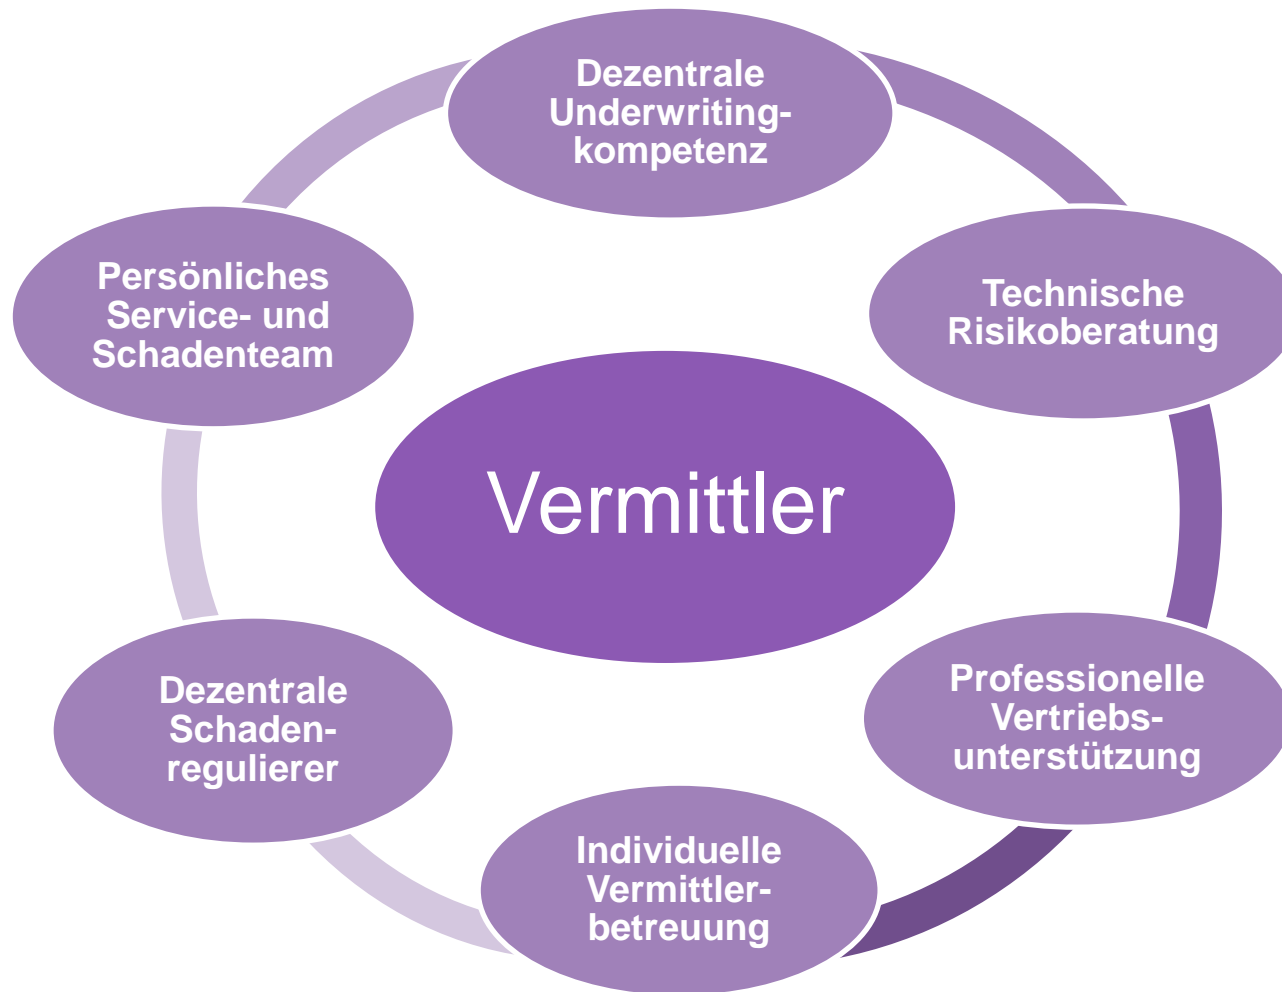 Dezentrale
Underwriting-
kompetenz
Technische
Risikoberatung
Professionelle
Vertriebs-
unterstützung
Individuelle
Vermittler-
betreuung
Dezentrale
Schaden-
regulierer
Persönliches
Service- und
Schadenteam
Vermittler